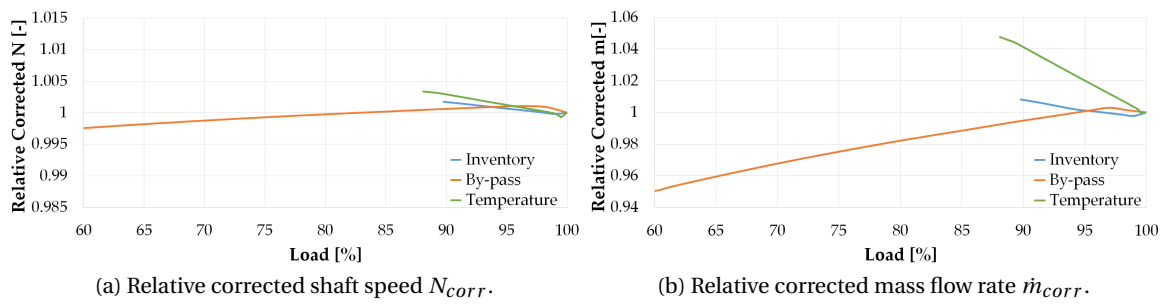 Relative Corrected N [-]
1.015
1.01
1.005
1
0.995
0.99
0.985
60 65 70 75 80 85 90 95 100
Load [%]
Inventory
By-pass
Temperature
(a) Relative corrected shaft speed N_corr.
Relative Corrected m[-]
1.06
1.04
1.02
1
0.98
0.96
0.94
60 65 70 75 80 85 90 95 100
Load [%]
Inventory
By-pass
Temperature
(b) Relative corrected mass flow rate ṁ_corr.